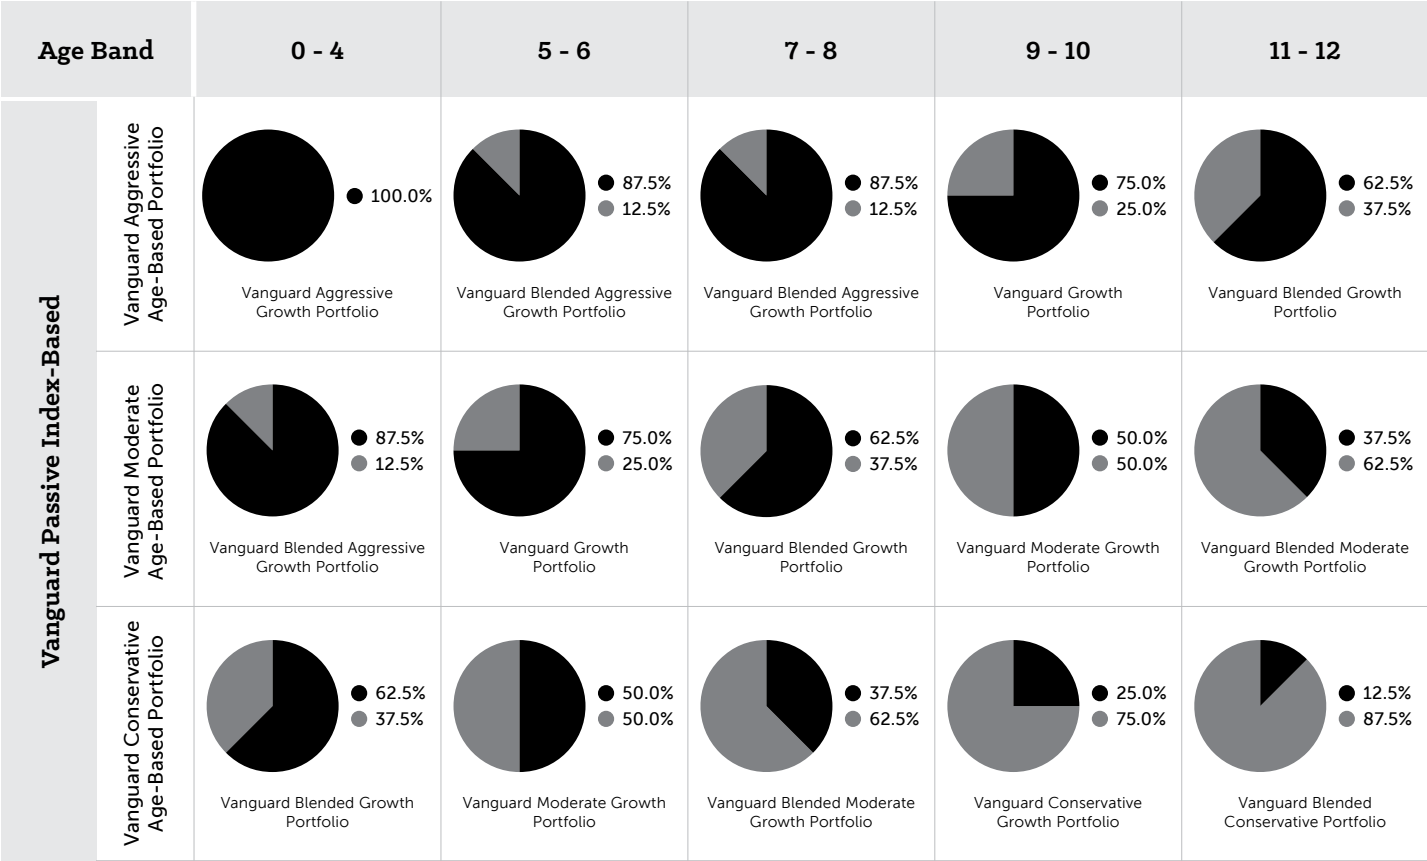 Age Band
0 - 4
5 - 6
7 - 8
9 - 10
11 - 12
Vanguard Passive Index-Based
Vanguard Aggressive
Age-Based Portfolio
100.0%
Vanguard Aggressive
Growth Portfolio
87.5%
12.5%
Vanguard Blended Aggressive
Growth Portfolio
87.5%
12.5%
Vanguard Blended Aggressive
Growth Portfolio
75.0%
25.0%
Vanguard Growth
Portfolio
62.5%
37.5%
Vanguard Blended Growth
Portfolio
Vanguard Moderate
Age-Based Portfolio
87.5%
12.5%
Vanguard Blended Aggressive
Growth Portfolio
75.0%
25.0%
Vanguard Growth
Portfolio
62.5%
37.5%
Vanguard Blended Growth
Portfolio
50.0%
50.0%
Vanguard Moderate Growth
Portfolio
37.5%
62.5%
Vanguard Blended Moderate
Growth Portfolio
Vanguard Conservative
Age-Based Portfolio
62.5%
37.5%
Vanguard Blended Growth
Portfolio
50.0%
50.0%
Vanguard Moderate Growth
Portfolio
37.5%
62.5%
Vanguard Blended Moderate
Growth Portfolio
25.0%
75.0%
Vanguard Conservative
Growth Portfolio
12.5%
87.5%
Vanguard Blended
Conservative Portfolio